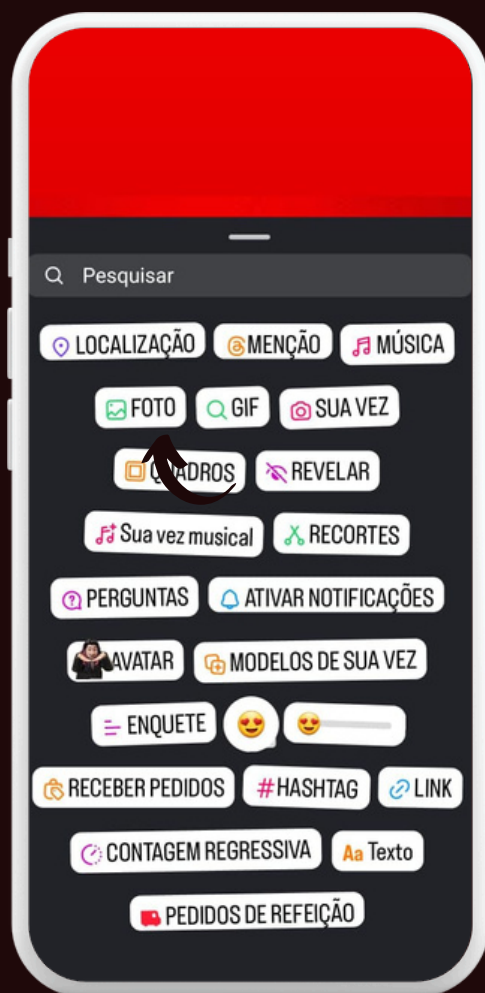 Pesquisar
LOCALIZAÇÃO MENÇÃO MÚSICA
FOTO GIF SUA VEZ
QUADROS REVELAR
Sua vez musical RECORTES
PERGUNTAS ATIVAR NOTIFICAÇÕES
AVATAR MODELOS DE SUA VEZ
ENQUETE
RECEBER PEDIDOS #HASHTAG LINK
CONTAGEM REGRESSIVA Aa Texto
PEDIDOS DE REFEIÇÃO